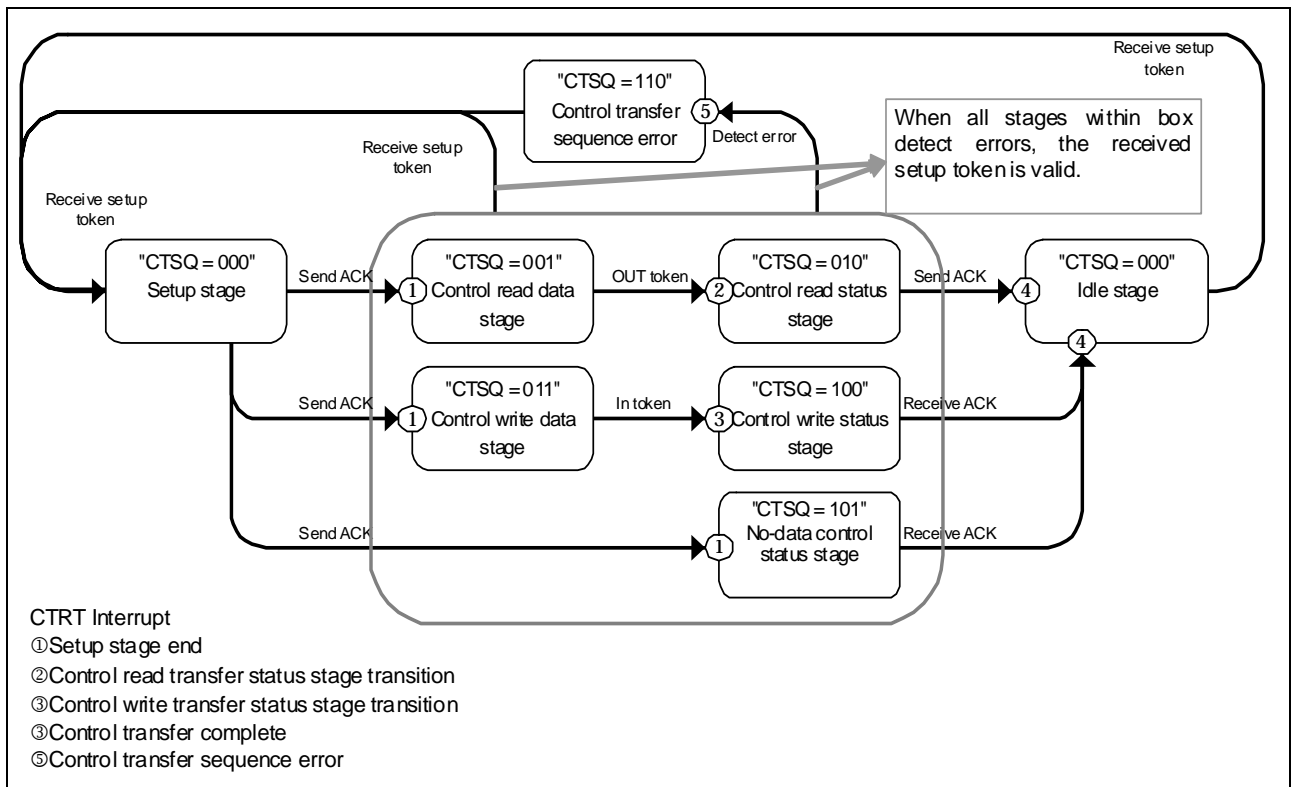 Receive setup
token
"CTSQ = 110"
Control transfer
sequence error
⑤
Detect error
When all stages within box
detect errors, the received
setup token is valid.
Receive setup
token
Receive setup
token
"CTSQ = 000"
Setup stage
Send ACK
①
"CTSQ = 001"
Control read data
stage
OUT token
②
"CTSQ = 010"
Control read status
stage
Send ACK
④
"CTSQ = 000"
Idle stage
④
Send ACK
①
"CTSQ = 011"
Control write data
stage
In token
③
"CTSQ = 100"
Control write status
stage
Receive ACK
Send ACK
①
"CTSQ = 101"
No-data control
status stage
Receive ACK
CTRT Interrupt
①Setup stage end
②Control read transfer status stage transition
③Control write transfer status stage transition
③Control transfer complete
⑤Control transfer sequence error